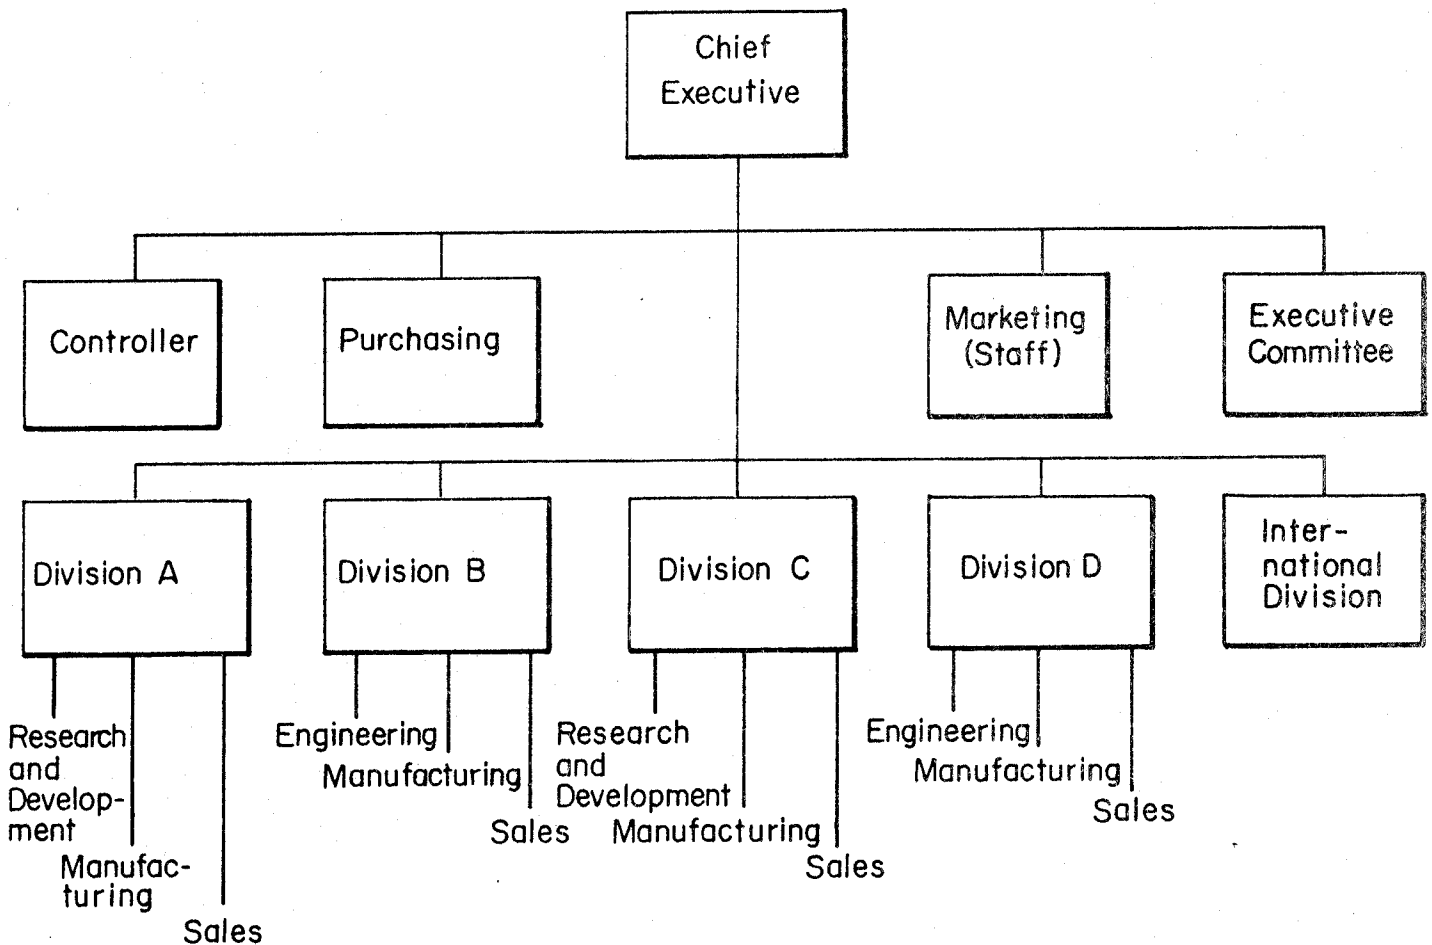 Chief
Executive
Controller
Purchasing
Marketing
(Staff)
Executive
Committee
Division A
Division B
Division C
Division D
Inter-
national
Division
Research
and
Develop-
ment
Manufac-
turing
Sales
Engineering
Manufacturing
Sales
Research
and
Development
Manufacturing
Sales
Engineering
Manufacturing
Sales